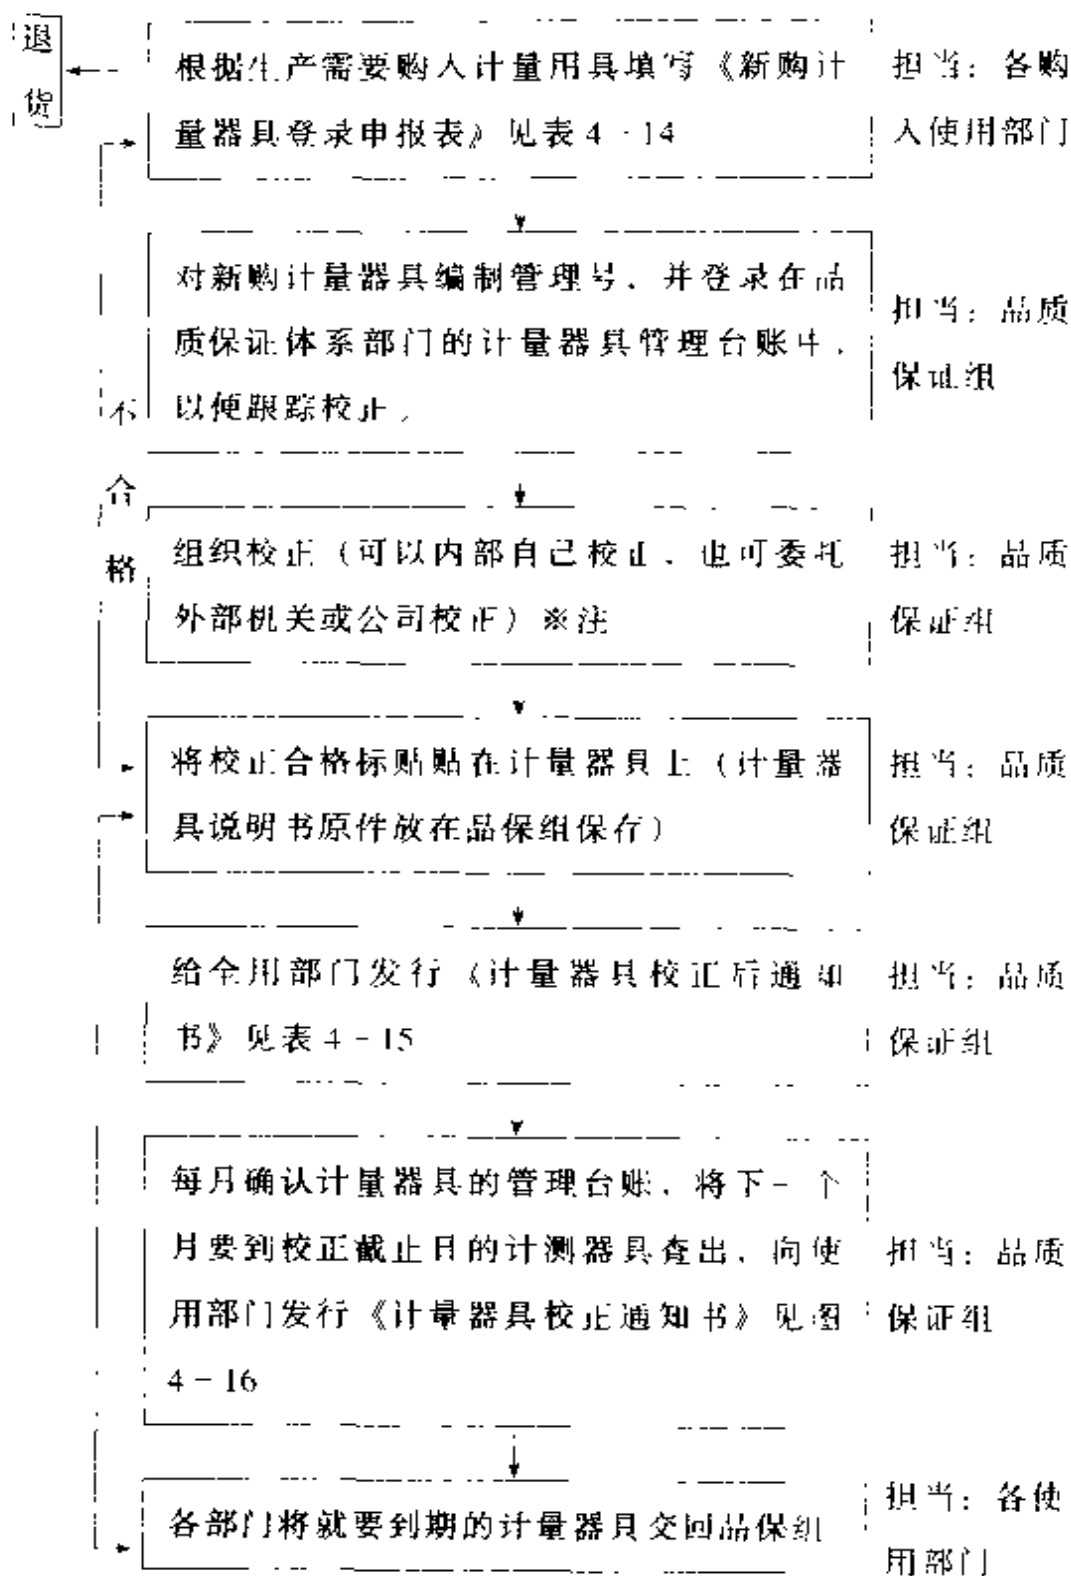 退
货
根据生产需要购入计量用具填写《新购计
量器具登录申报表》见表4-14
担当：各购
入使用部门
对新购计量器具编制管理号，并登录在品
质保证体系部门的计量器具管理台账中，
以便跟踪校正。
担当：品质
保证组
不
合
格
组织校正（可以内部自己校正，也可委托
外部机关或公司校正）※注
担当：品质
保证组
将校正合格标贴贴在计量器具上（计量器
具说明书原件放在品保组保存）
担当：品质
保证组
给全用部门发行《计量器具校正后通知
书》见表4-15
担当：品质
保证组
每月确认计量器具的管理台账，将下一个
月要到校正截止日的计测器具查出，向使
用部门发行《计量器具校正通知书》见图
4-16
担当：品质
保证组
各部门将就要到期的计量器具交回品保组
担当：各使
用部门